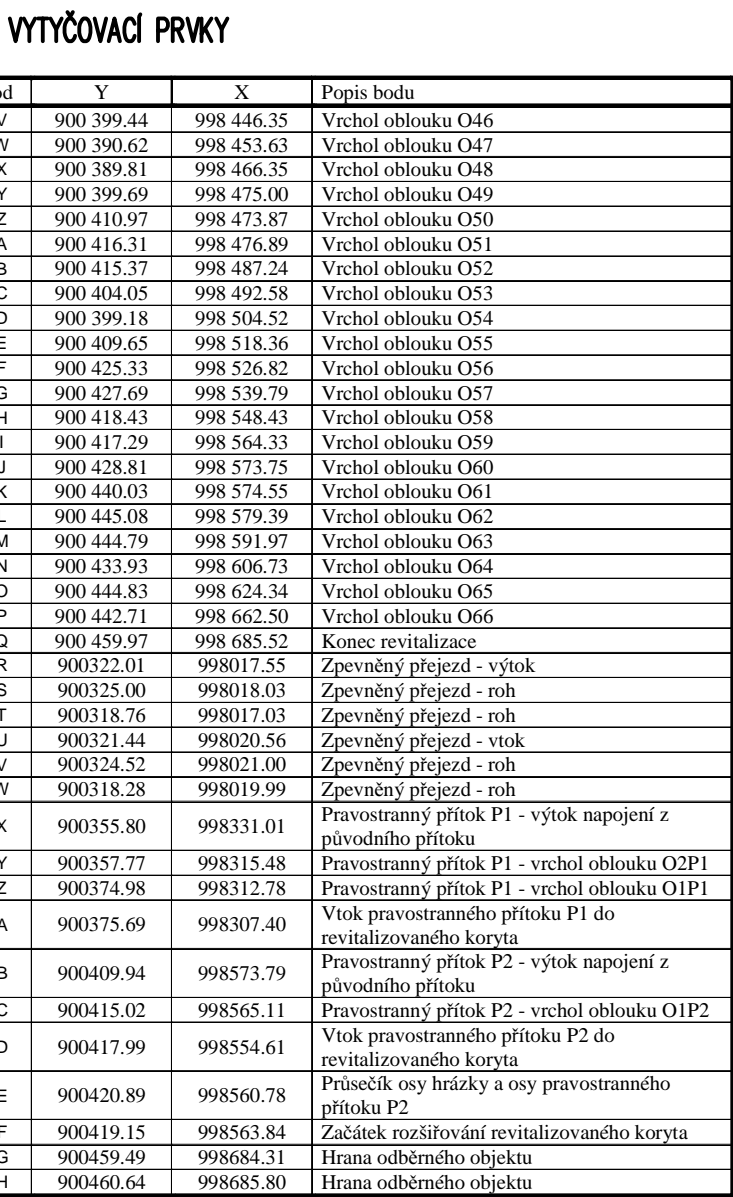 VYTYČOVACÍ PRVKY
od Y X Popis bodu
V 900 399.44 998 446.35 Vrchol oblouku O46
W 900 390.62 998 453.63 Vrchol oblouku O47
X 900 389.81 998 466.35 Vrchol oblouku O48
Y 900 399.69 998 475.00 Vrchol oblouku O49
Z 900 410.97 998 473.87 Vrchol oblouku O50
A 900 416.31 998 476.89 Vrchol oblouku O51
B 900 415.37 998 487.24 Vrchol oblouku O52
C 900 404.05 998 492.58 Vrchol oblouku O53
D 900 399.18 998 504.52 Vrchol oblouku O54
E 900 409.65 998 518.36 Vrchol oblouku O55
F 900 425.33 998 526.82 Vrchol oblouku O56
G 900 427.69 998 539.79 Vrchol oblouku O57
H 900 418.43 998 548.43 Vrchol oblouku O58
I 900 417.29 998 564.33 Vrchol oblouku O59
J 900 428.81 998 573.75 Vrchol oblouku O60
K 900 440.03 998 574.55 Vrchol oblouku O61
L 900 445.08 998 579.39 Vrchol oblouku O62
M 900 444.79 998 591.97 Vrchol oblouku O63
N 900 433.93 998 606.73 Vrchol oblouku O64
O 900 444.83 998 624.34 Vrchol oblouku O65
P 900 442.71 998 662.50 Vrchol oblouku O66
Q 900 459.97 998 685.52 Konec revitalizace
R 900322.01 998017.55 Zpevněný přejezd - výtok
S 900325.00 998018.03 Zpevněný přejezd - roh
T 900318.76 998017.03 Zpevněný přejezd - roh
U 900321.44 998020.56 Zpevněný přejezd - vtok
V 900324.52 998021.00 Zpevněný přejezd - roh
W 900318.28 998019.99 Zpevněný přejezd - roh
X 900355.80 998331.01 Pravostranný přítok P1 - výtok napojení z
původního přítoku
Y 900357.77 998315.48 Pravostranný přítok P1 - vrchol oblouku O2P1
Z 900374.98 998312.78 Pravostranný přítok P1 - vrchol oblouku O1P1
A 900375.69 998307.40 Vtok pravostranného přítoku P1 do
revitalizovaného koryta
B 900409.94 998573.79 Pravostranný přítok P2 - výtok napojení z
původního přítoku
C 900415.02 998565.11 Pravostranný přítok P2 - vrchol oblouku O1P2
D 900417.99 998554.61 Vtok pravostranného přítoku P2 do
revitalizovaného koryta
E 900420.89 998560.78 Průsečík osy hrázky a osy pravostranného
přítoku P2
F 900419.15 998563.84 Začátek rozšiřování revitalizovaného koryta
G 900459.49 998684.31 Hrana odběrného objektu
H 900460.64 998685.80 Hrana odběrného objektu